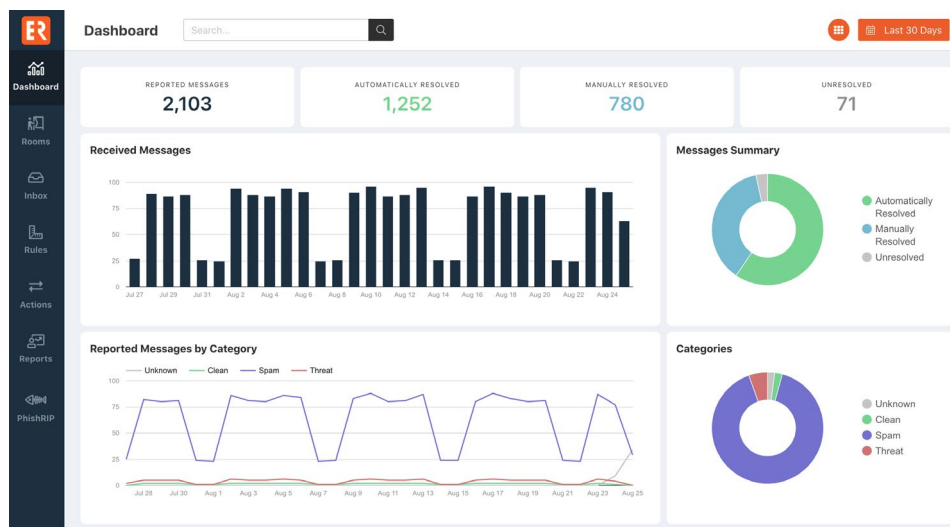 ER
Dashboard
Search...
Last 30 Days
Dashboard
Rooms
Inbox
Rules
Actions
Reports
PhishRIP
REPORTED MESSAGES
2,103
AUTOMATICALLY RESOLVED
1,252
MANUALLY RESOLVED
780
UNRESOLVED
71
Received Messages
100
75
50
25
0
Jul 27 Jul 29 Jul 31 Aug 2 Aug 4 Aug 6 Aug 8 Aug 10 Aug 12 Aug 14 Aug 16 Aug 18 Aug 20 Aug 22 Aug 24
Messages Summary
Automatically
Resolved
Manually
Resolved
Unresolved
Reported Messages by Category
Unknown Clean Spam Threat
100
75
50
25
0
Jul 28 Jul 30 Aug 1 Aug 3 Aug 5 Aug 7 Aug 9 Aug 11 Aug 13 Aug 15 Aug 17 Aug 19 Aug 21 Aug 23 Aug 25
Categories
Unknown
Clean
Spam
Threat